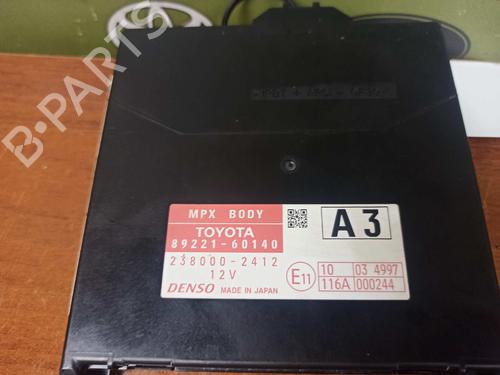 B-PARTS
MPX BODY
TOYOTA
89221-60140
238000-2412
12V
DENSO MADE IN JAPAN
A3
E11
10 03 4997
116A 000244